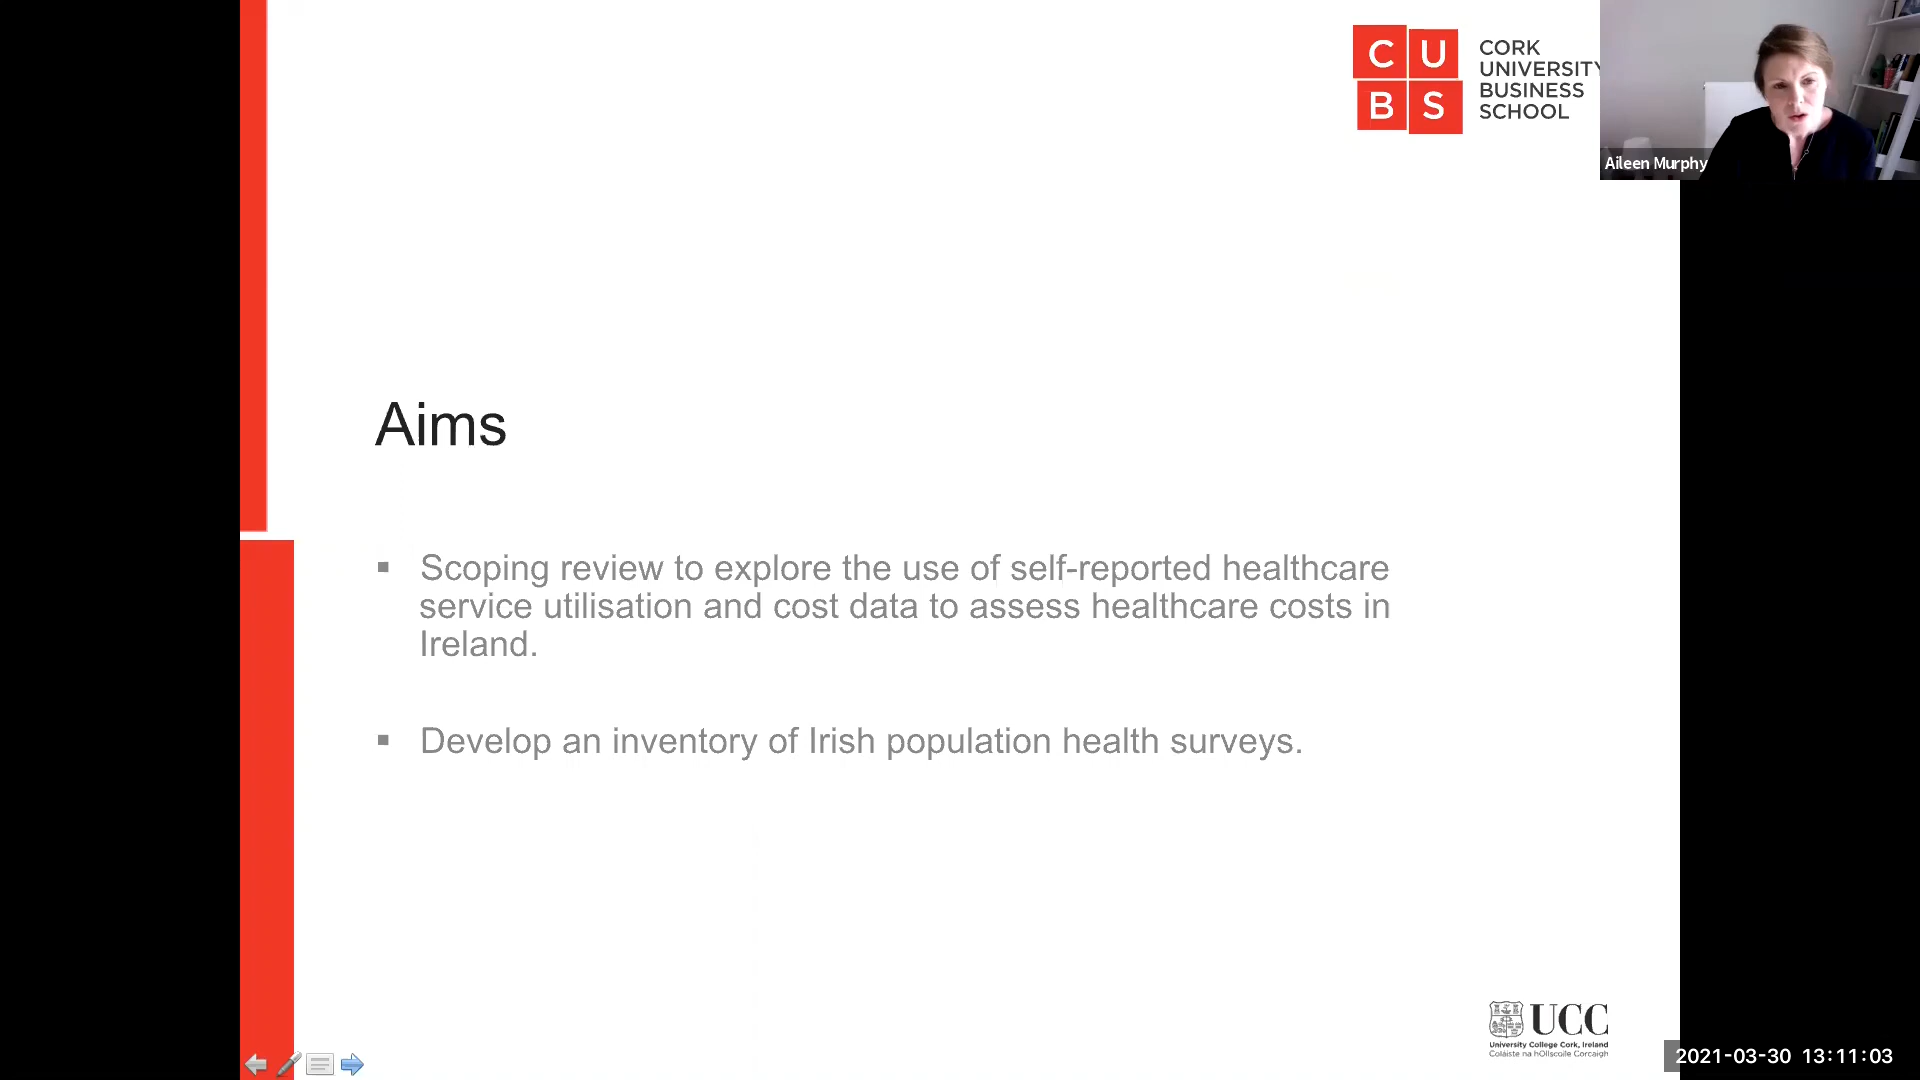 C U
B S
CORK
UNIVERSITY
BUSINESS
SCHOOL
Aileen Murphy
Aims
▪ Scoping review to explore the use of self-reported healthcare
service utilisation and cost data to assess healthcare costs in
Ireland.
▪ Develop an inventory of Irish population health surveys.
UCC
University College Cork, Ireland
Coláiste na hOllscoile Corcaigh
2021-03-30 13:11:03